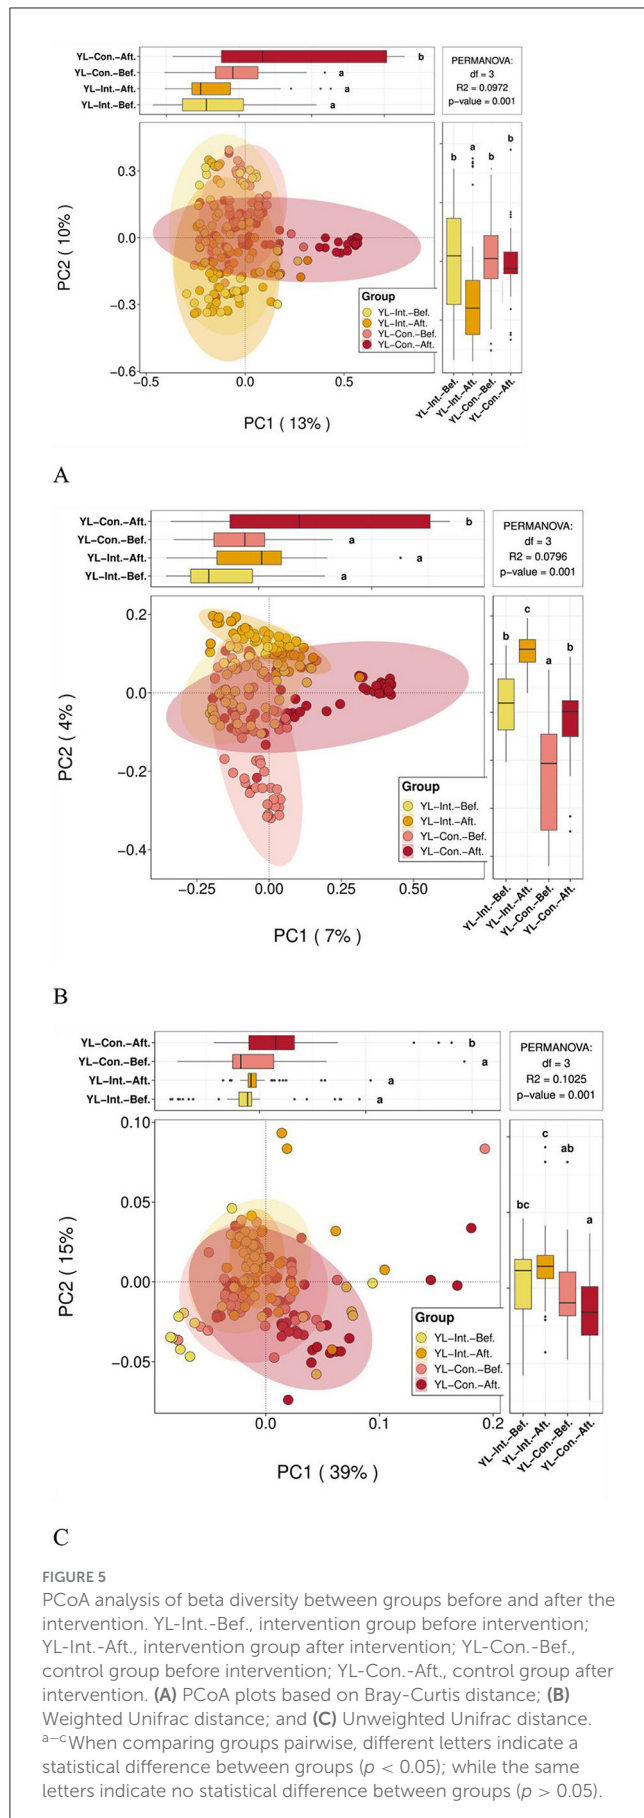 YL-Con.-Aft.
b
YL-Con.-Bef.
a
YL-Int.-Aft.
a
YL-Int.-Bef.
a
PERMANOVA:
df = 3
R2 = 0.0972
p-value = 0.001
PC2 ( 10% )
0.3
0.0
−0.3
−0.6
−0.5
0.0
0.5
PC1 ( 13% )
Group
YL-Int.-Bef.
YL-Int.-Aft.
YL-Con.-Bef.
YL-Con.-Aft.
b
a
b
b
YL-Int.-Bef.
YL-Int.-Aft.
YL-Con.-Bef.
YL-Con.-Aft.
A
YL-Con.-Aft.
b
YL-Con.-Bef.
a
YL-Int.-Aft.
a
YL-Int.-Bef.
a
PERMANOVA:
df = 3
R2 = 0.0796
p-value = 0.001
PC2 ( 4% )
0.2
0.0
−0.2
−0.4
−0.25
0.00
0.25
0.50
PC1 ( 7% )
Group
YL-Int.-Bef.
YL-Int.-Aft.
YL-Con.-Bef.
YL-Con.-Aft.
b
c
a
b
YL-Int.-Bef.
YL-Int.-Aft.
YL-Con.-Bef.
YL-Con.-Aft.
B
YL-Con.-Aft.
b
YL-Con.-Bef.
a
YL-Int.-Aft.
a
YL-Int.-Bef.
a
PERMANOVA:
df = 3
R2 = 0.1025
p-value = 0.001
PC2 ( 15% )
0.10
0.05
0.00
−0.05
0.0
0.1
0.2
PC1 ( 39% )
Group
YL-Int.-Bef.
YL-Int.-Aft.
YL-Con.-Bef.
YL-Con.-Aft.
bc
c
ab
a
YL-Int.-Bef.
YL-Int.-Aft.
YL-Con.-Bef.
YL-Con.-Aft.
C
FIGURE 5
PCoA analysis of beta diversity between groups before and after the
intervention. YL-Int.-Bef., intervention group before intervention;
YL-Int.-Aft., intervention group after intervention; YL-Con.-Bef.,
control group before intervention; YL-Con.-Aft., control group after
intervention. (A) PCoA plots based on Bray-Curtis distance; (B)
Weighted Unifrac distance; and (C) Unweighted Unifrac distance.
a−cWhen comparing groups pairwise, different letters indicate a
statistical difference between groups (p < 0.05); while the same
letters indicate no statistical difference between groups (p > 0.05).